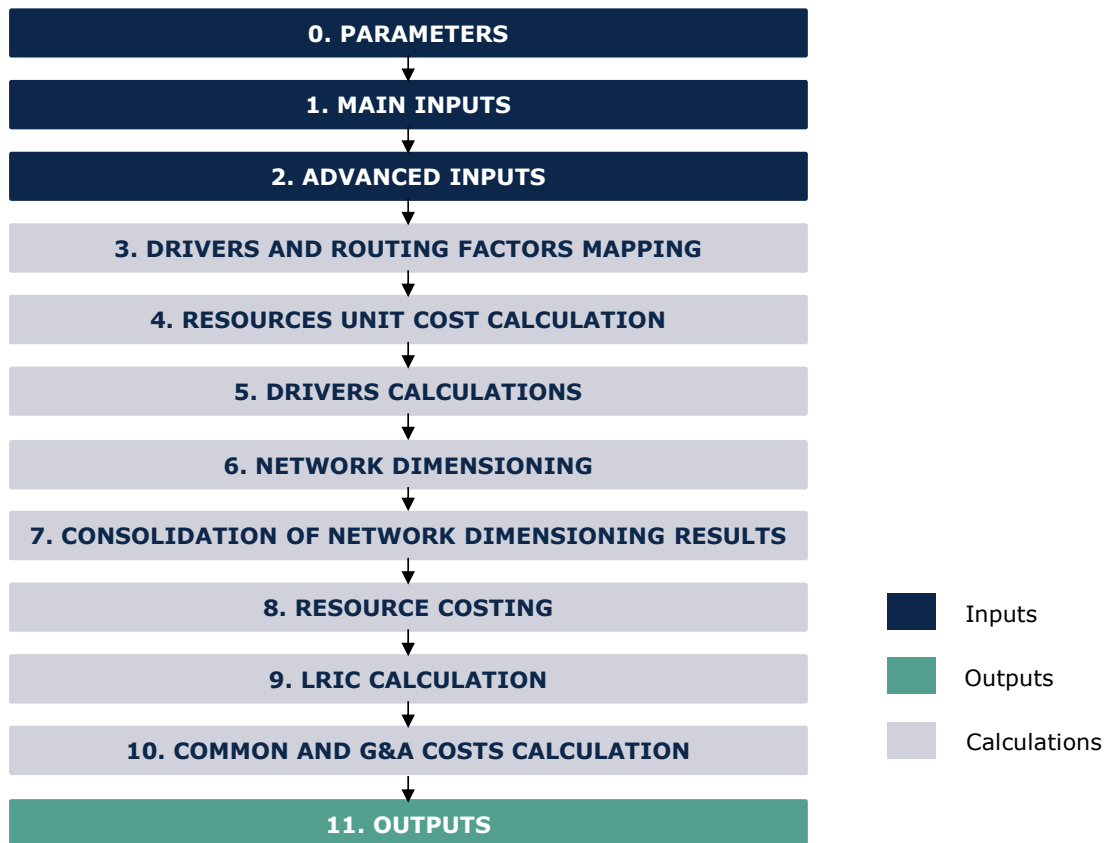 0. PARAMETERS
1. MAIN INPUTS
2. ADVANCED INPUTS
3. DRIVERS AND ROUTING FACTORS MAPPING
4. RESOURCES UNIT COST CALCULATION
5. DRIVERS CALCULATIONS
6. NETWORK DIMENSIONING
7. CONSOLIDATION OF NETWORK DIMENSIONING RESULTS
8. RESOURCE COSTING
9. LRIC CALCULATION
10. COMMON AND G&A COSTS CALCULATION
11. OUTPUTS
Inputs
Outputs
Calculations